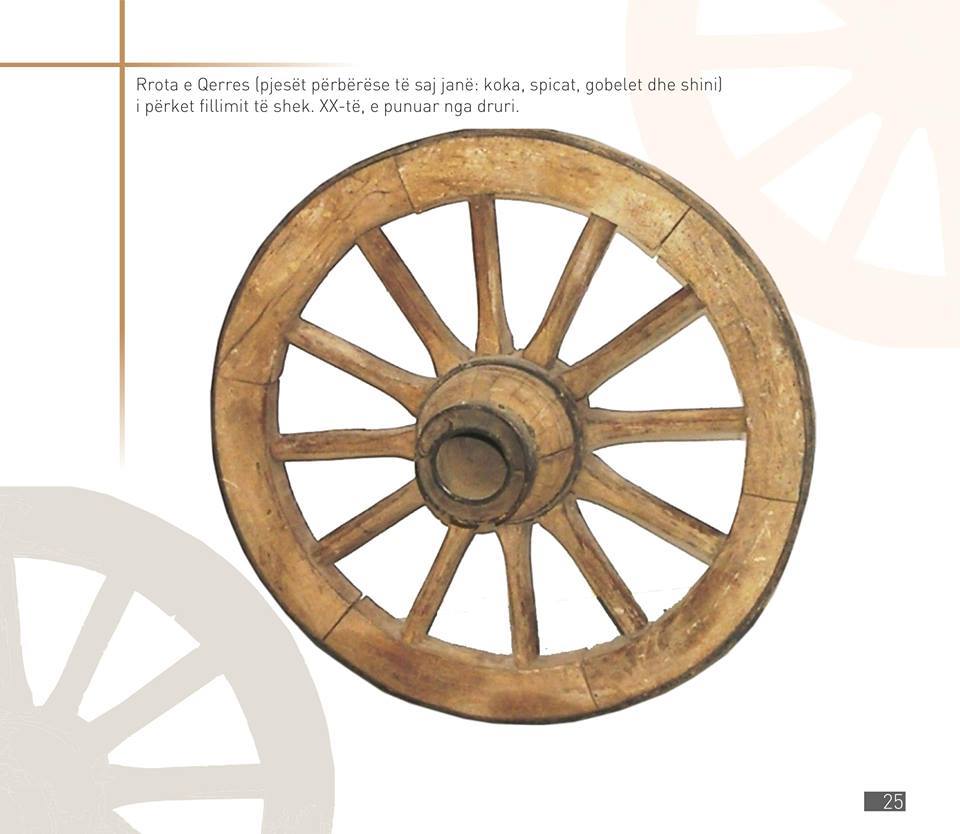 Rrota e Qerres (pjesët përbërëse të saj janë: koka, spicat, gobelet dhe shini)
i përket fillimit të shek. XX-të, e punuar nga druri.
25